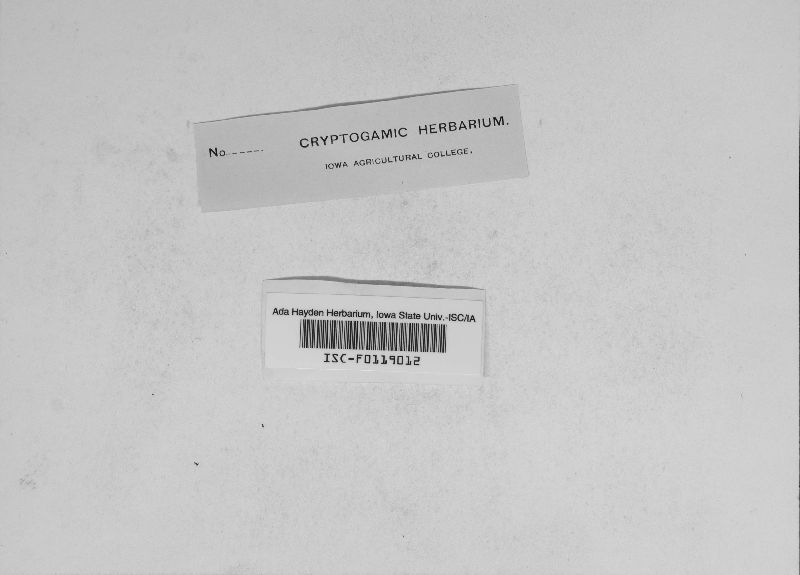 No. ------- CRYPTOGAMIC HERBARIUM.
IOWA AGRICULTURAL COLLEGE.
Ada Hayden Herbarium, Iowa State Univ.-ISC/IA
ISC-F0119012